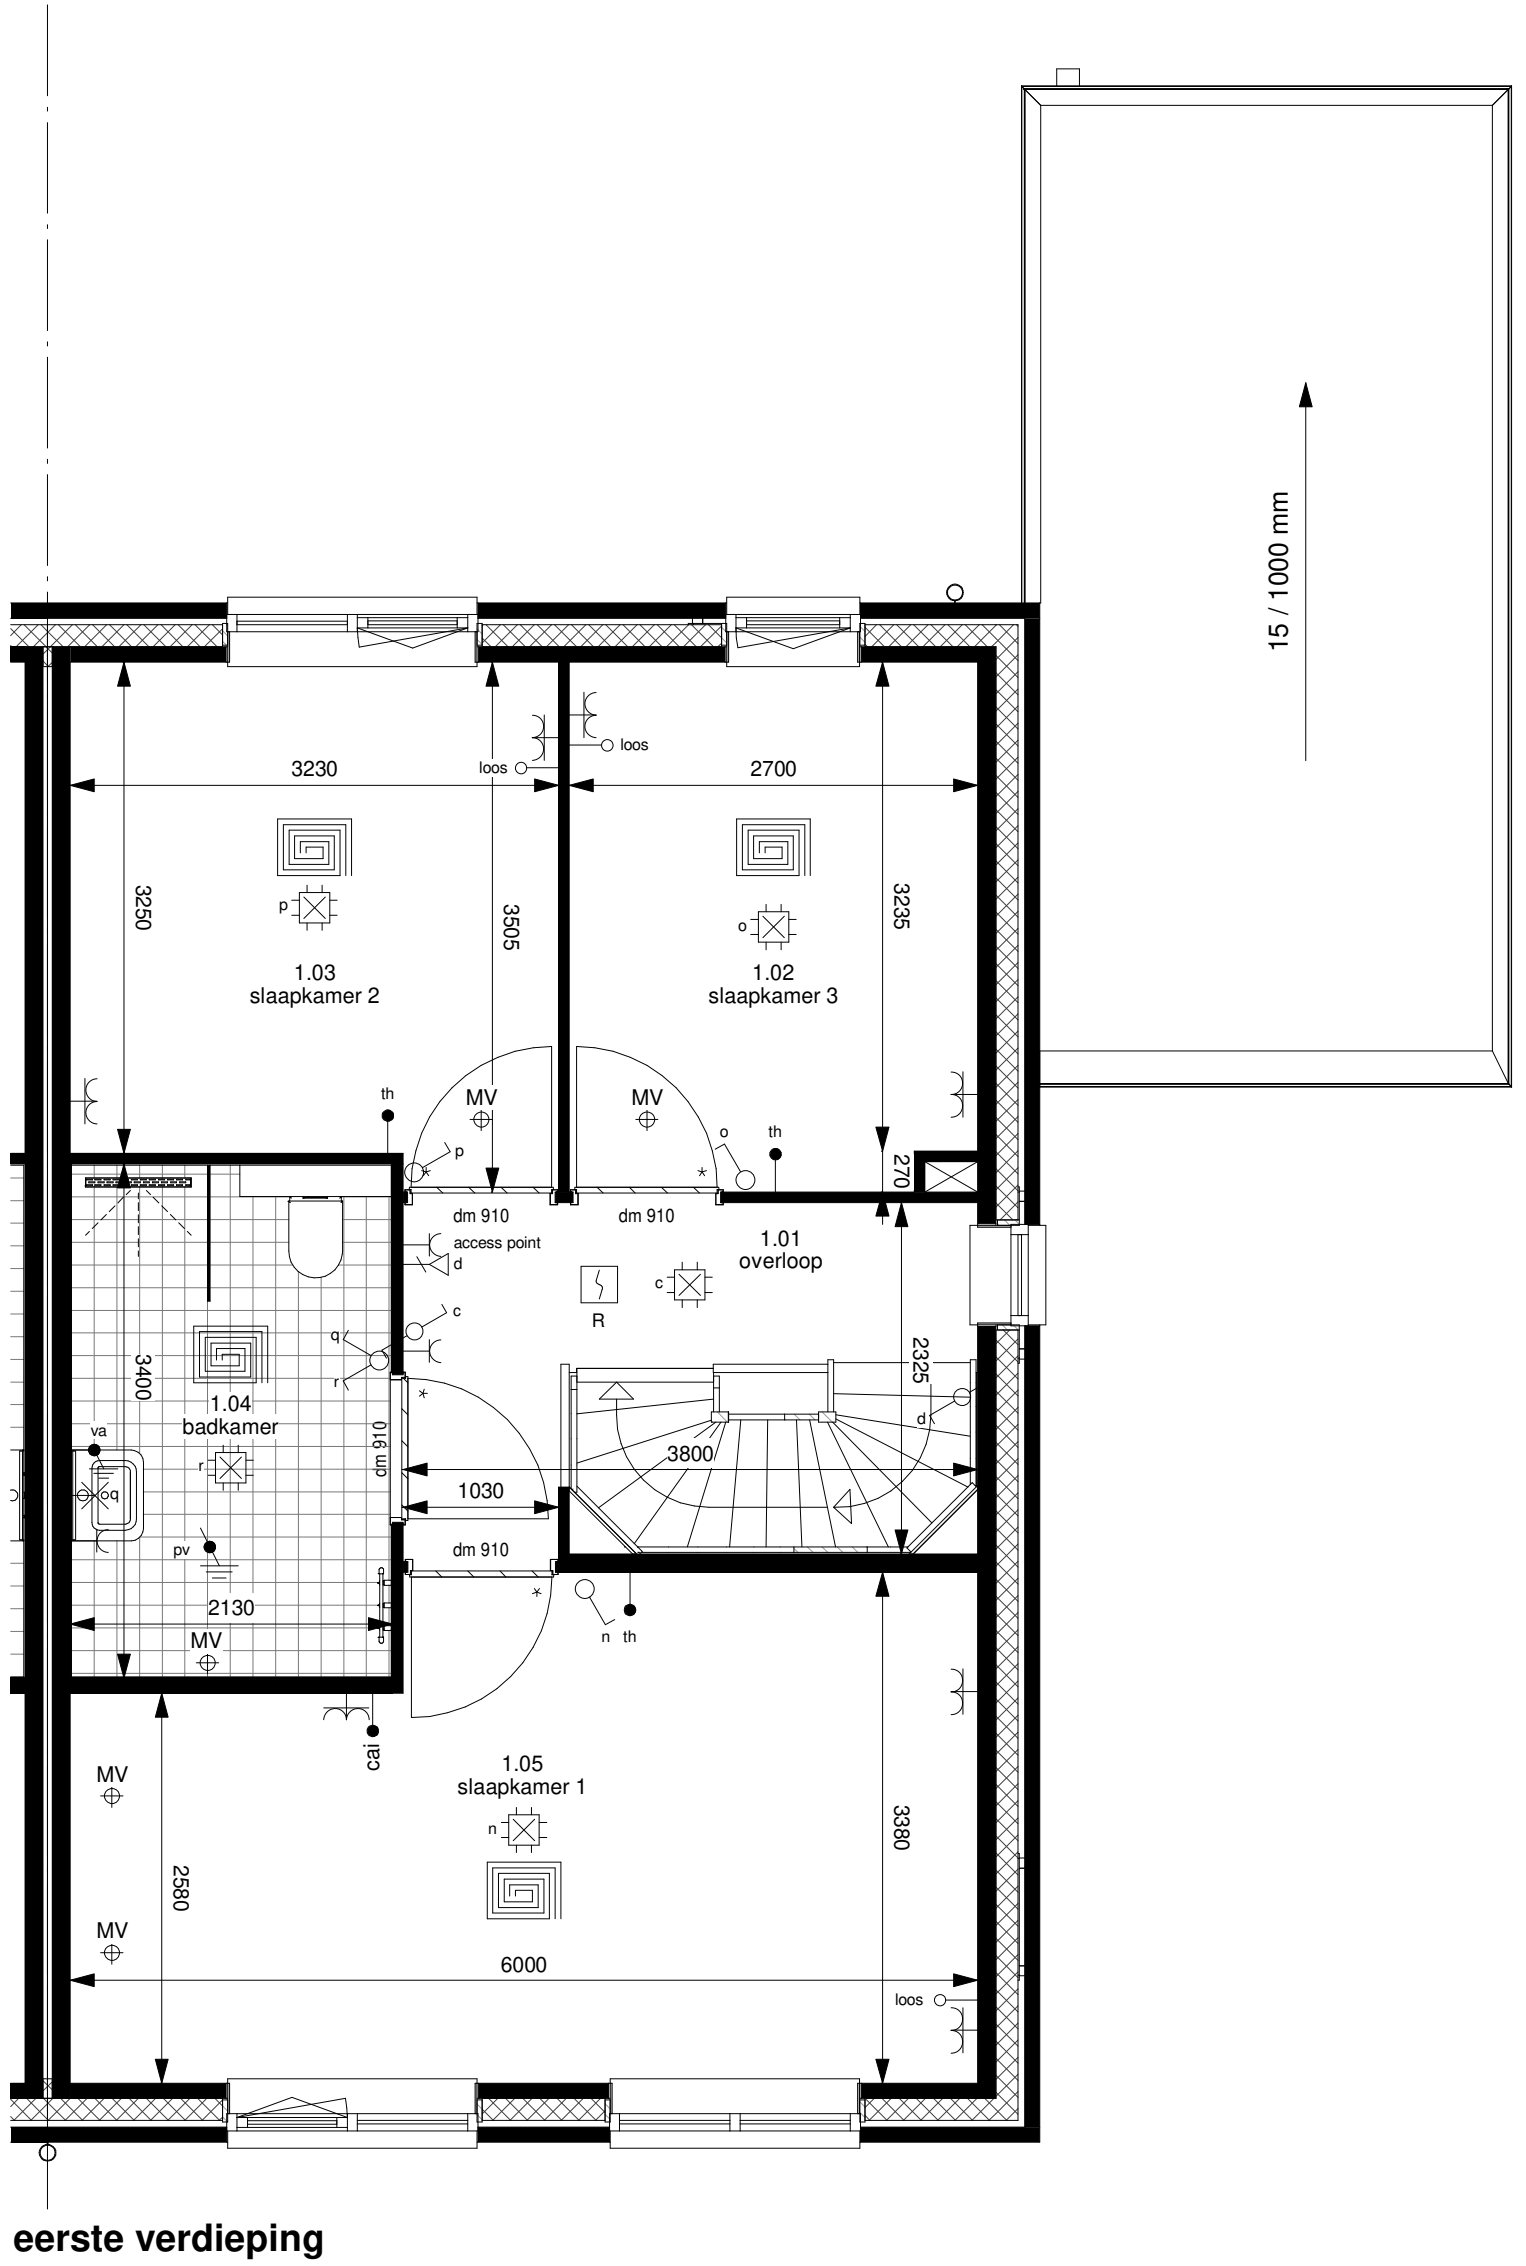 15 / 1000 mm
loos
loos
3230
2700
3250
3505
3235
p
o
1.03
slaapkamer 2
1.02
slaapkamer 3
th
MV
MV
p
o
th
*
*
270
dm 910
dm 910
access point
d
1.01
overloop
c
R
c
q
r
2325
3400
*
1.04
badkamer
va
r
dm 910
d
3800
q
1030
pv
dm 910
2130
*
MV
n
th
cai
1.05
slaapkamer 1
MV
n
3380
2580
MV
6000
loos
eerste verdieping